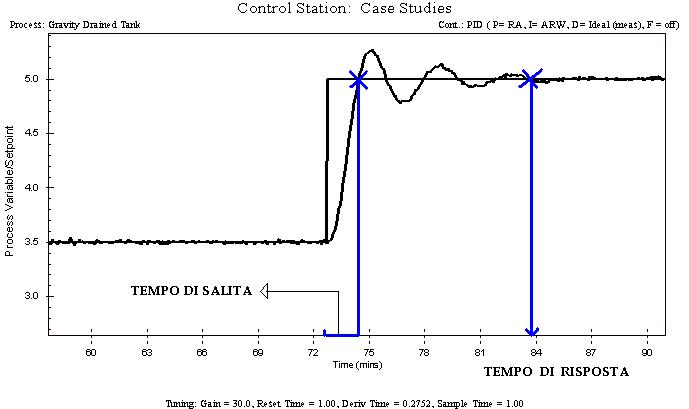 Control Station: Case Studies
Process: Gravity Drained Tank
Cont.: PID ( P= RA, I= ARW, D= Ideal (meas), F = off)
Process Variable/Setpoint
5.0
4.5
4.0
3.5
3.0
TEMPO DI SALITA
60 63 66 69 72 75 78 81 84 87 90
Time (mins)
TEMPO DI RISPOSTA
Tuning: Gain = 30.0, Reset Time = 1.00, Deriv Time = 0.2752, Sample Time = 1.00